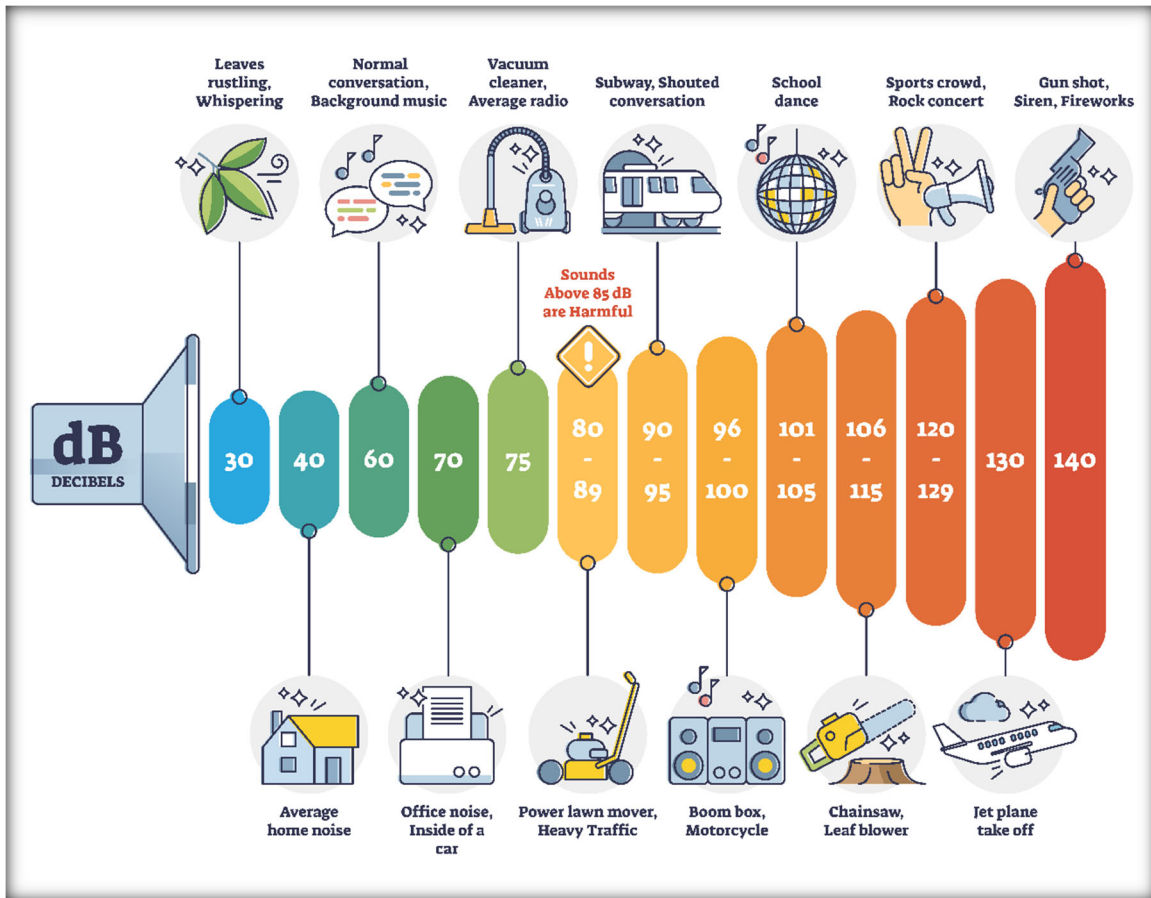 Leaves
rustling,
Whispering
Normal
conversation,
Background music
Vacuum
cleaner,
Average radio
Subway, Shouted
conversation
School
dance
Sports crowd,
Rock concert
Gun shot,
Siren, Fireworks
Sounds
Above 85 dB
are Harmful
!
dB
DECIBELS
30
40
60
70
75
80
-
89
90
-
95
96
-
100
101
-
105
106
-
115
120
-
129
130
140
Average
home noise
Office noise,
Inside of a
car
Power lawn mover,
Heavy Traffic
Boom box,
Motorcycle
Chainsaw,
Leaf blower
Jet plane
take off